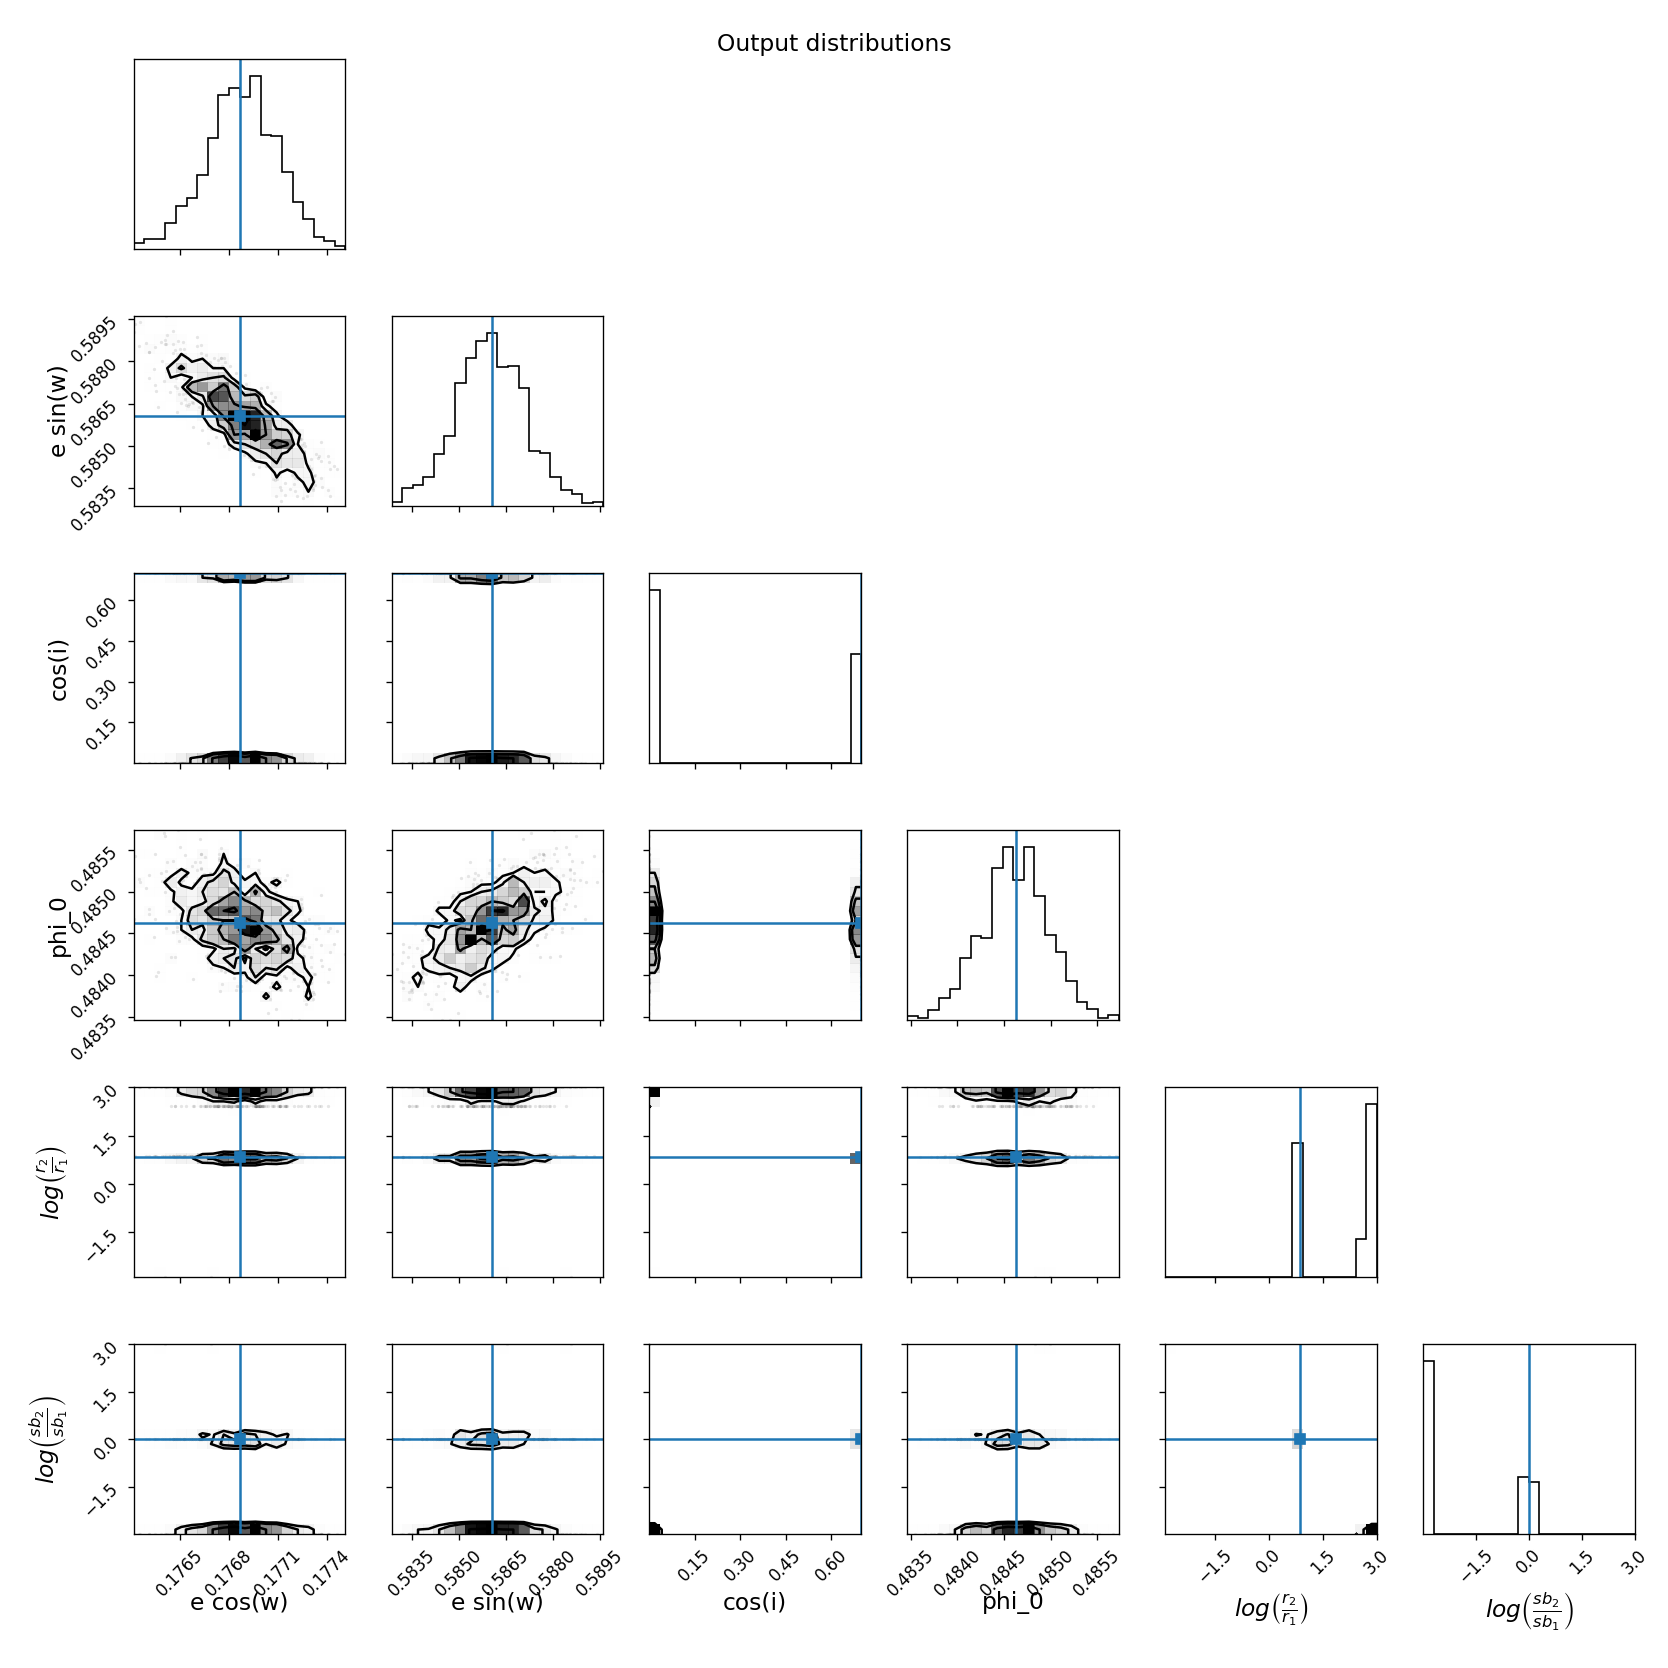 Output distributions
0.5895
0.5880
0.5865
0.5850
0.5835
e sin(w)
0.60
0.45
0.30
0.15
cos(i)
0.4855
0.4850
0.4845
0.4840
0.4835
phi_0
3.0
1.5
0.0
−1.5
log(r2/r1)
3.0
1.5
0.0
−1.5
log(sb2/sb1)
0.1765 0.1768 0.1771 0.1774
e cos(w)
0.5835 0.5850 0.5865 0.5880 0.5895
e sin(w)
0.15 0.30 0.45 0.60
cos(i)
0.4835 0.4840 0.4845 0.4850 0.4855
phi_0
−1.5 0.0 1.5 3.0
log(r2/r1)
−1.5 0.0 1.5 3.0
log(sb2/sb1)